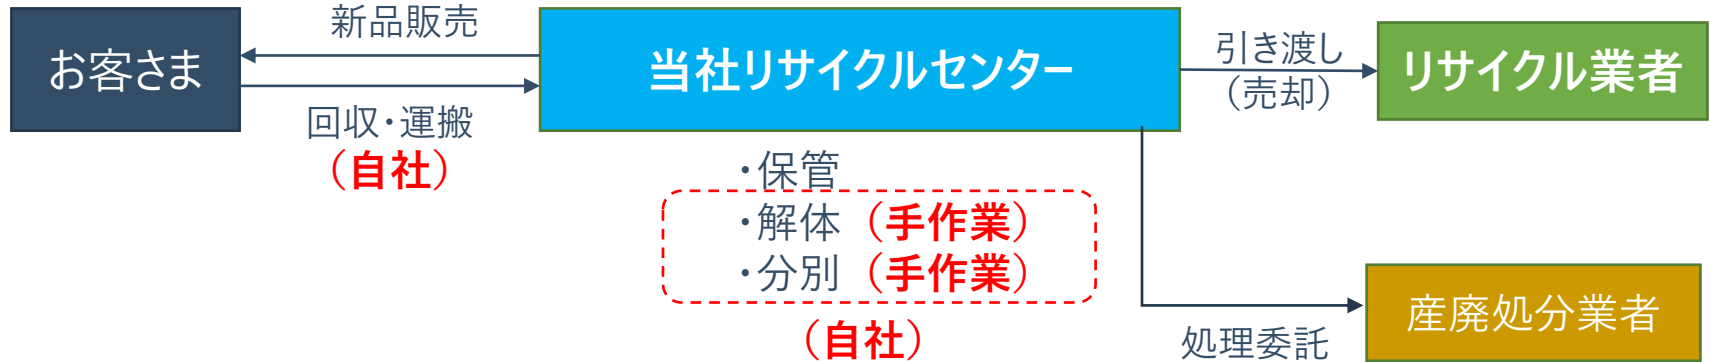 新品販売
お客さま
当社リサイクルセンター
引き渡し
(売却)
リサイクル業者
回収・運搬
(自社)
・保管
・解体(手作業)
・分別(手作業)
(自社)
処理委託
産廃処分業者